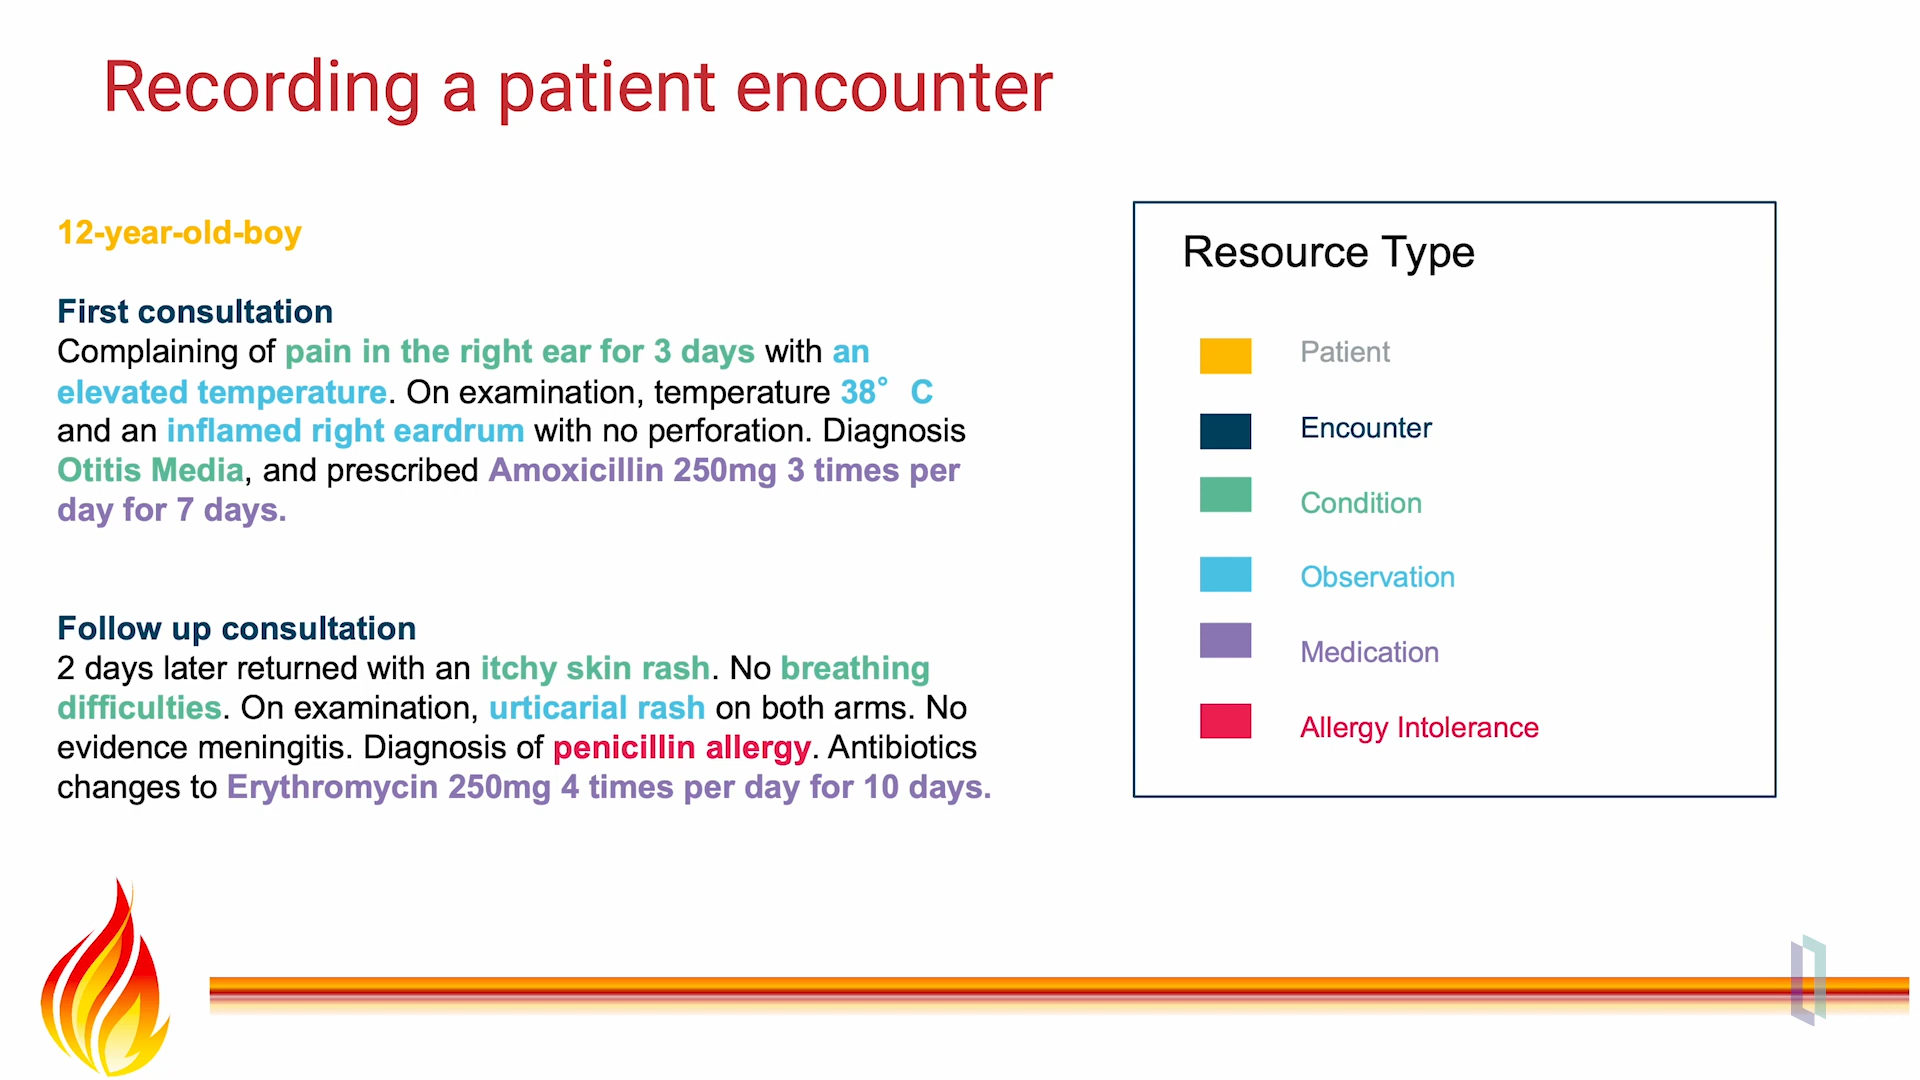 Recording a patient encounter
12-year-old-boy
First consultation
Complaining of pain in the right ear for 3 days with an
elevated temperature. On examination, temperature 38° C
and an inflamed right eardrum with no perforation. Diagnosis
Otitis Media, and prescribed Amoxicillin 250mg 3 times per
day for 7 days.
Follow up consultation
2 days later returned with an itchy skin rash. No breathing
difficulties. On examination, urticarial rash on both arms. No
evidence meningitis. Diagnosis of penicillin allergy. Antibiotics
changes to Erythromycin 250mg 4 times per day for 10 days.
Resource Type
Patient
Encounter
Condition
Observation
Medication
Allergy Intolerance